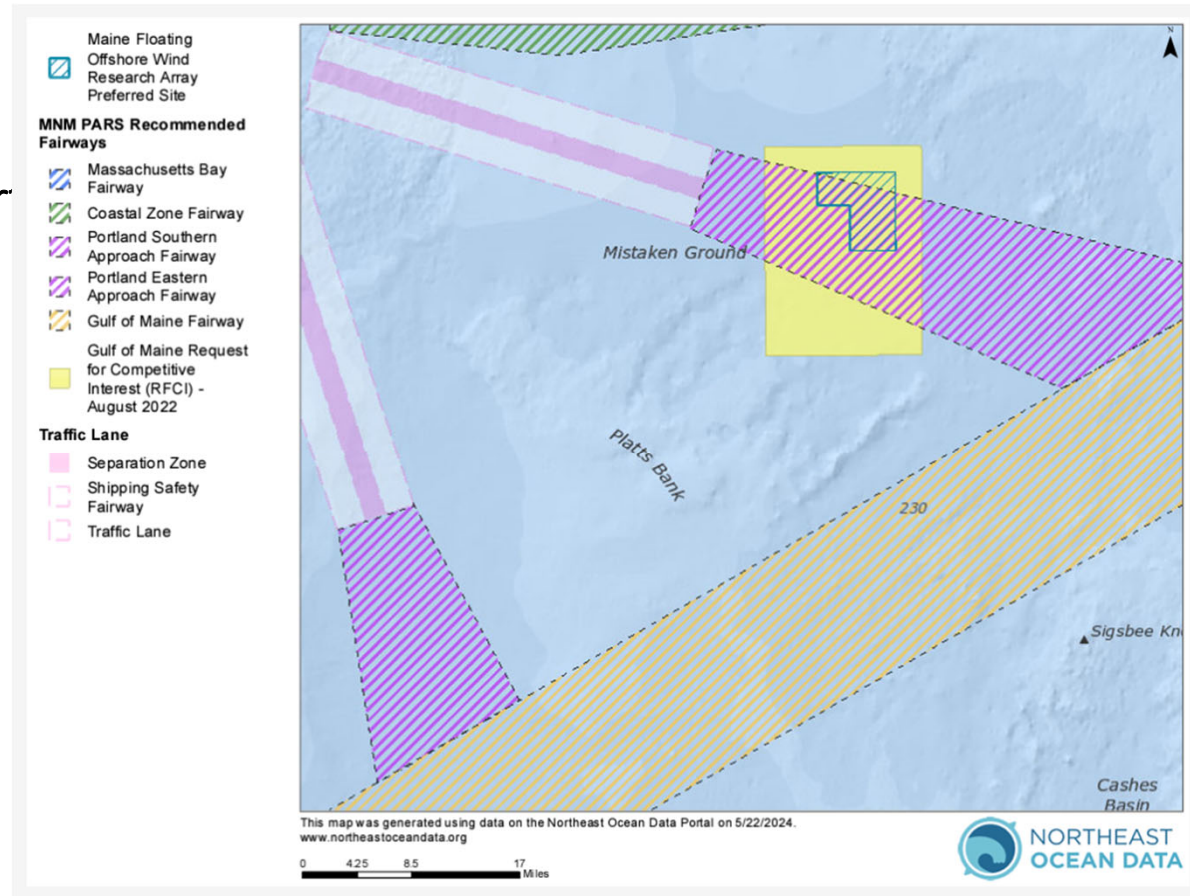 Maine Floating
Offshore Wind
Research Array
Preferred Site
MNM PARS Recommended
Fairways
Massachusetts Bay
Fairway
Coastal Zone Fairway
Portland Southern
Approach Fairway
Portland Eastern
Approach Fairway
Gulf of Maine Fairway
Gulf of Maine Request
for Competitive
Interest (RFCI) -
August 2022
Traffic Lane
Separation Zone
Shipping Safety
Fairway
Traffic Lane
N
Mistaken Ground
Platts Bank
230
Sigsbee Kn
Cashes
Basin
This map was generated using data on the Northeast Ocean Data Portal on 5/22/2024.
www.northeastoceandata.org
0 4.25 8.5 17
Miles
NORTHEAST
OCEAN DATA